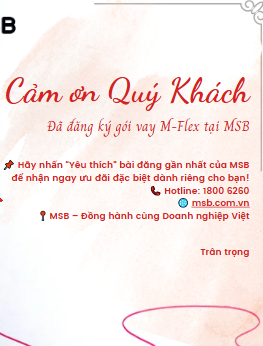 B
Cảm ơn Quý Khách
Đã đăng ký gói vay M-Flex tại MSB
📌 Hãy nhấn "Yêu thích" bài đăng gần nhất của MSB
để nhận ngay ưu đãi đặc biệt dành riêng cho bạn!
📞 Hotline: 1800 6260
🌐 msb.com.vn
📍 MSB – Đồng hành cùng Doanh nghiệp Việt
Trân trọng